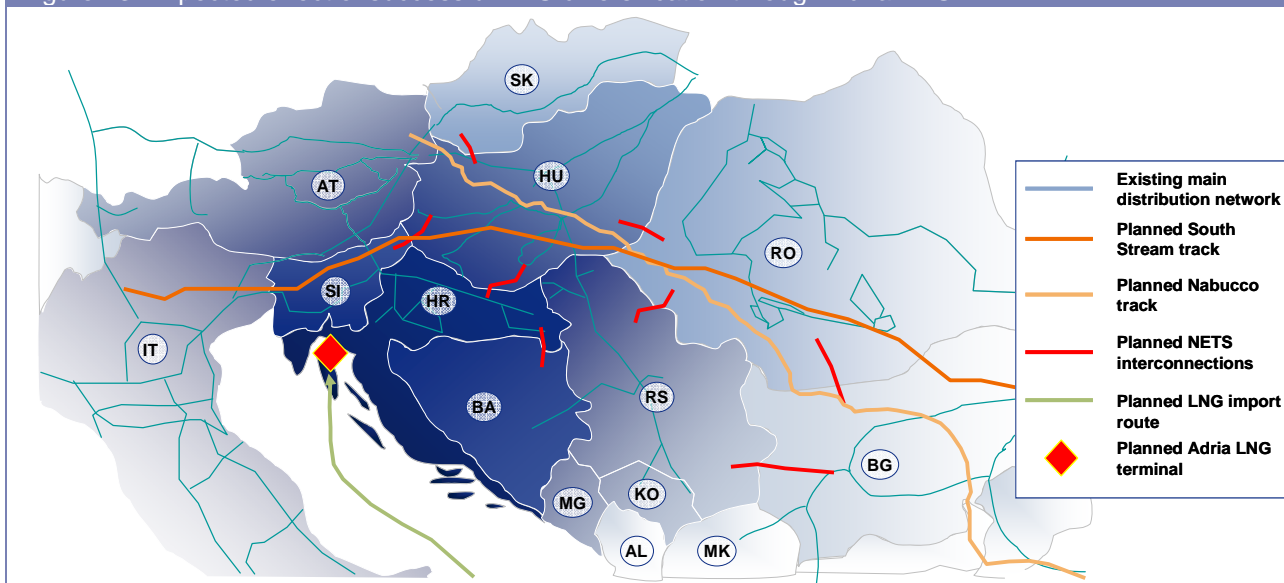 SK
AT
HU
RO
SI
HR
IT
BA
RS
BG
MG
KO
AL
MK
Existing main
distribution network
Planned South
Stream track
Planned Nabucco
track
Planned NETS
interconnections
Planned LNG import
route
Planned Adria LNG
terminal